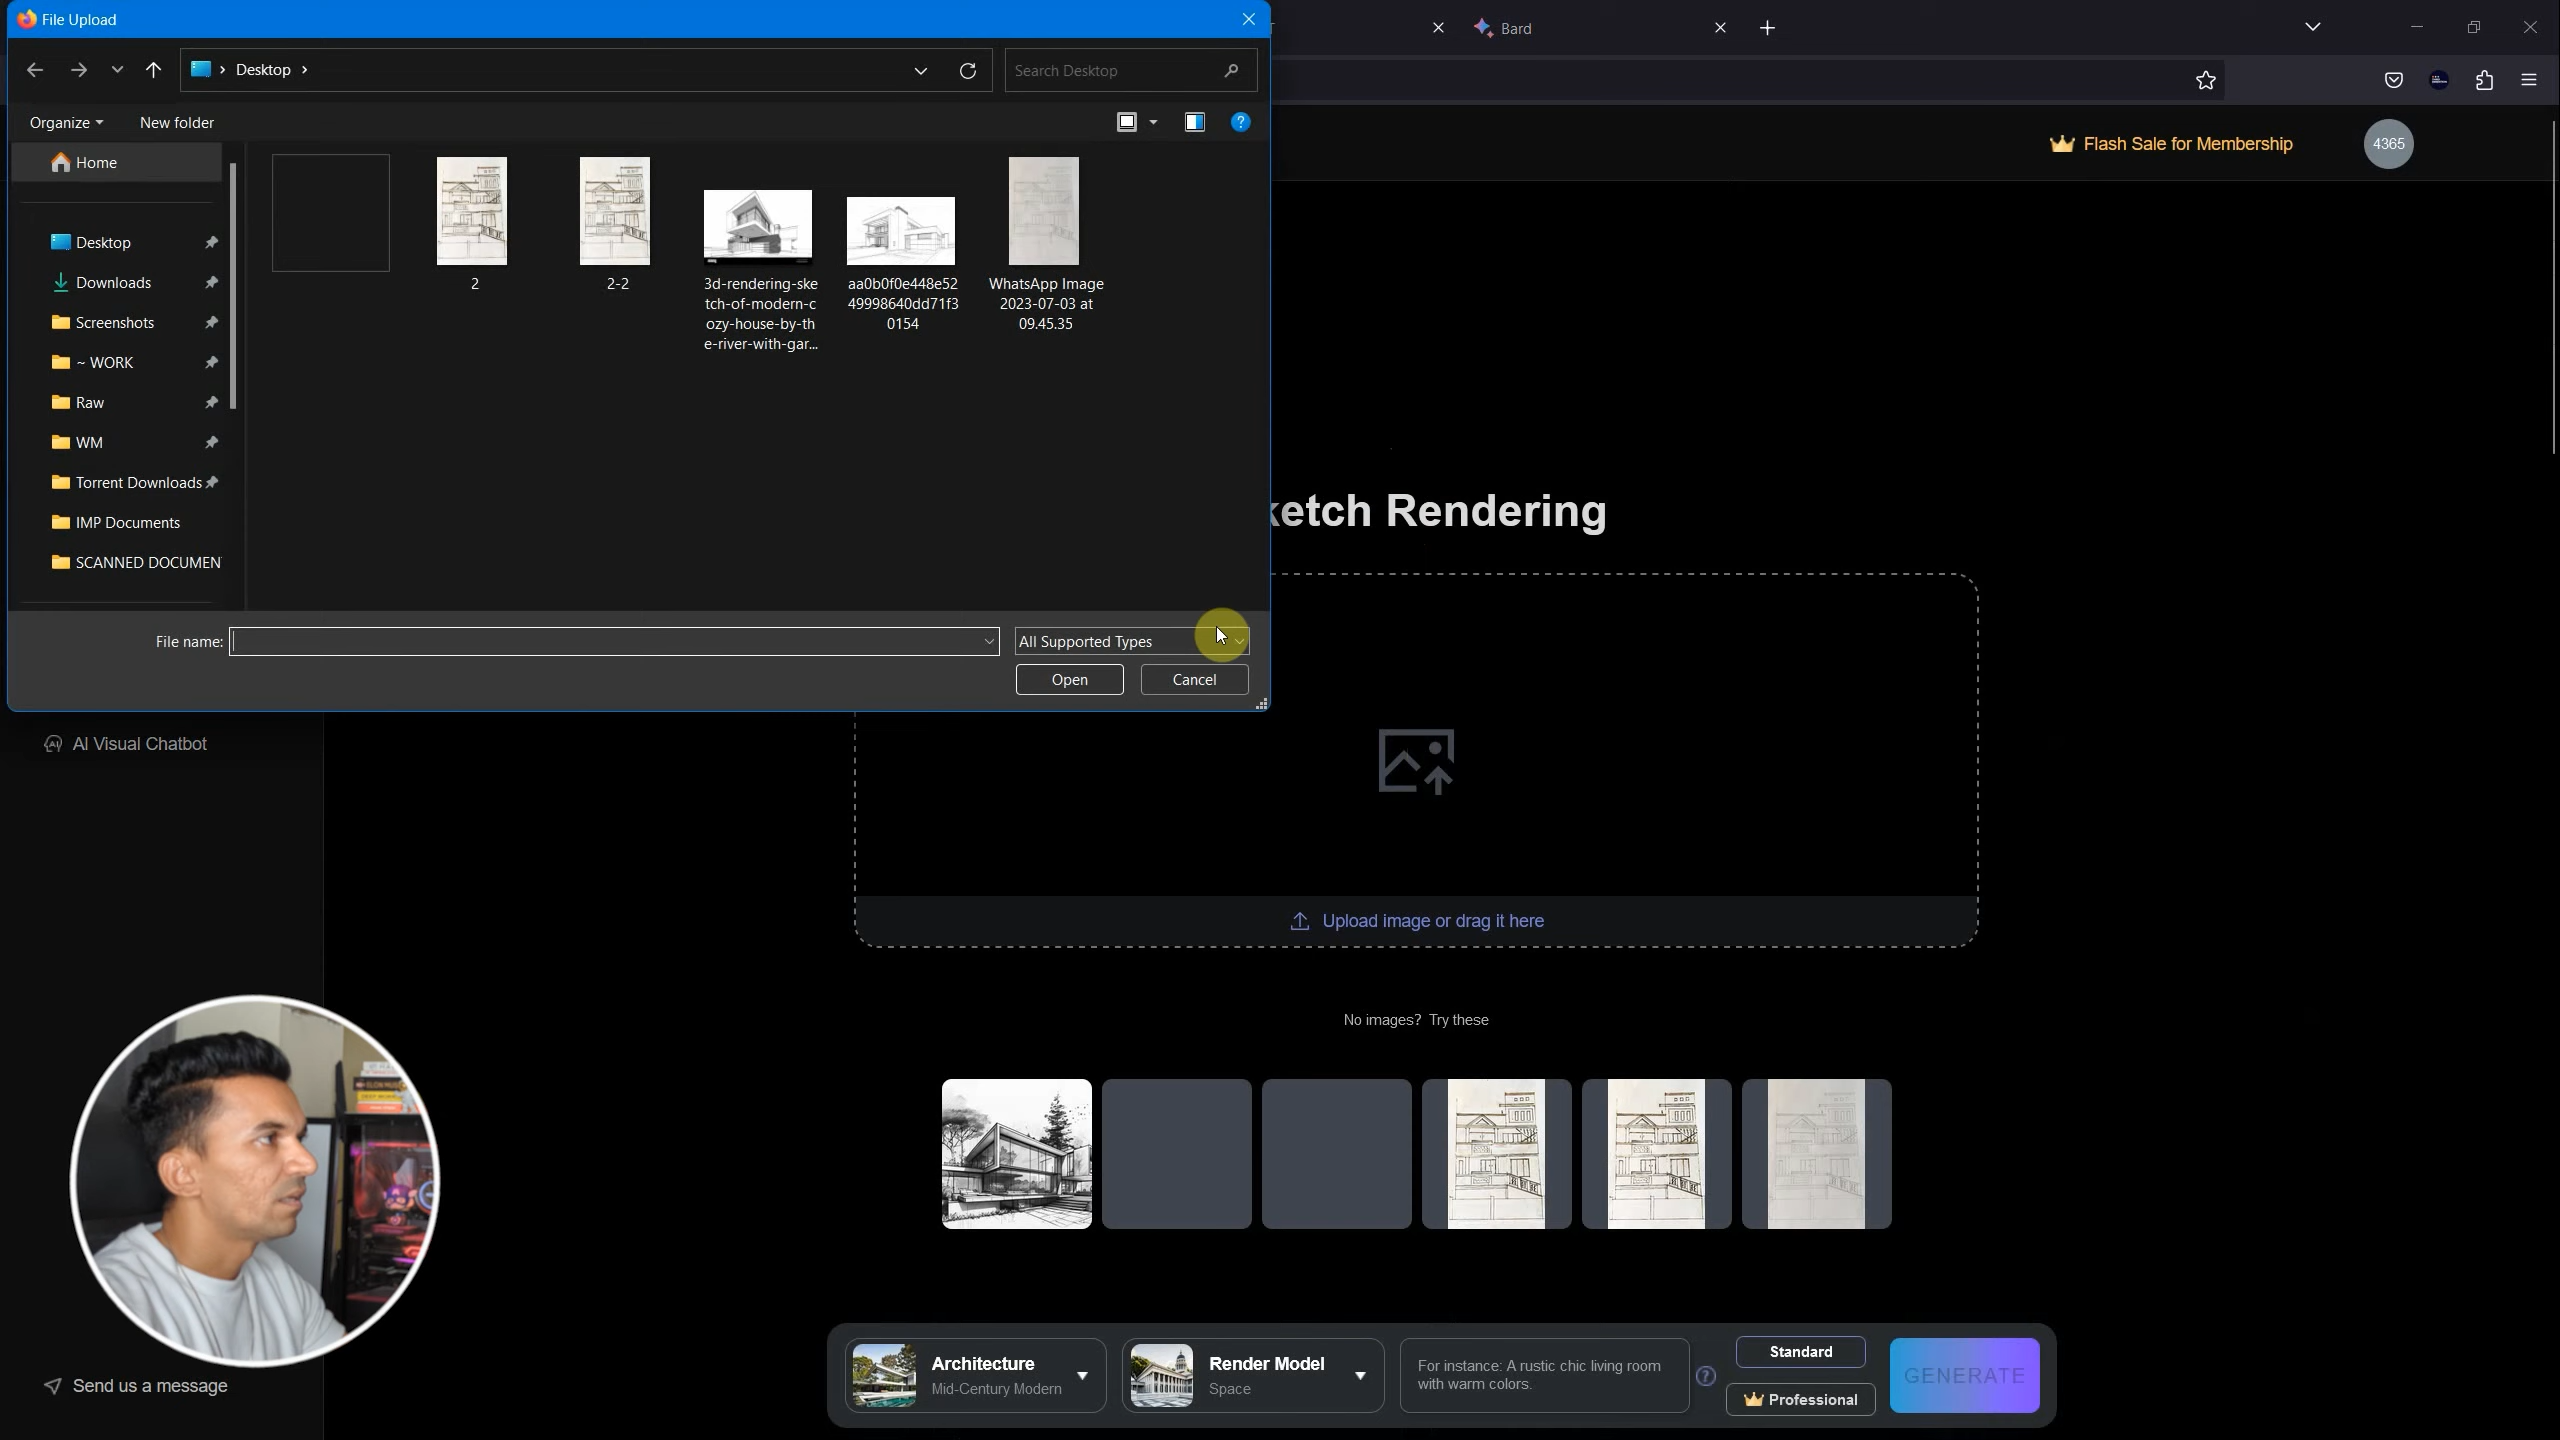 File Upload
Bard
Desktop
Search Desktop
Organize
New folder
Flash Sale for Membership
4365
Home
Desktop
Downloads
Screenshots
~ WORK
Raw
WM
Torrent Downloads
IMP Documents
SCANNED DOCUMEN
2
2-2
3d-rendering-ske
tch-of-modern-c
ozy-house-by-th
e-river-with-gar...
aa0b0f0e448e52
49998640dd71f3
0154
WhatsApp Image
2023-07-03 at
09.45.35
ketch Rendering
File name:
All Supported Types
Open
Cancel
AI Visual Chatbot
Upload image or drag it here
No images? Try these
Send us a message
Architecture
Mid-Century Modern
Render Model
Space
For instance: A rustic chic living room
with warm colors.
?
Standard
Professional
GENERATE